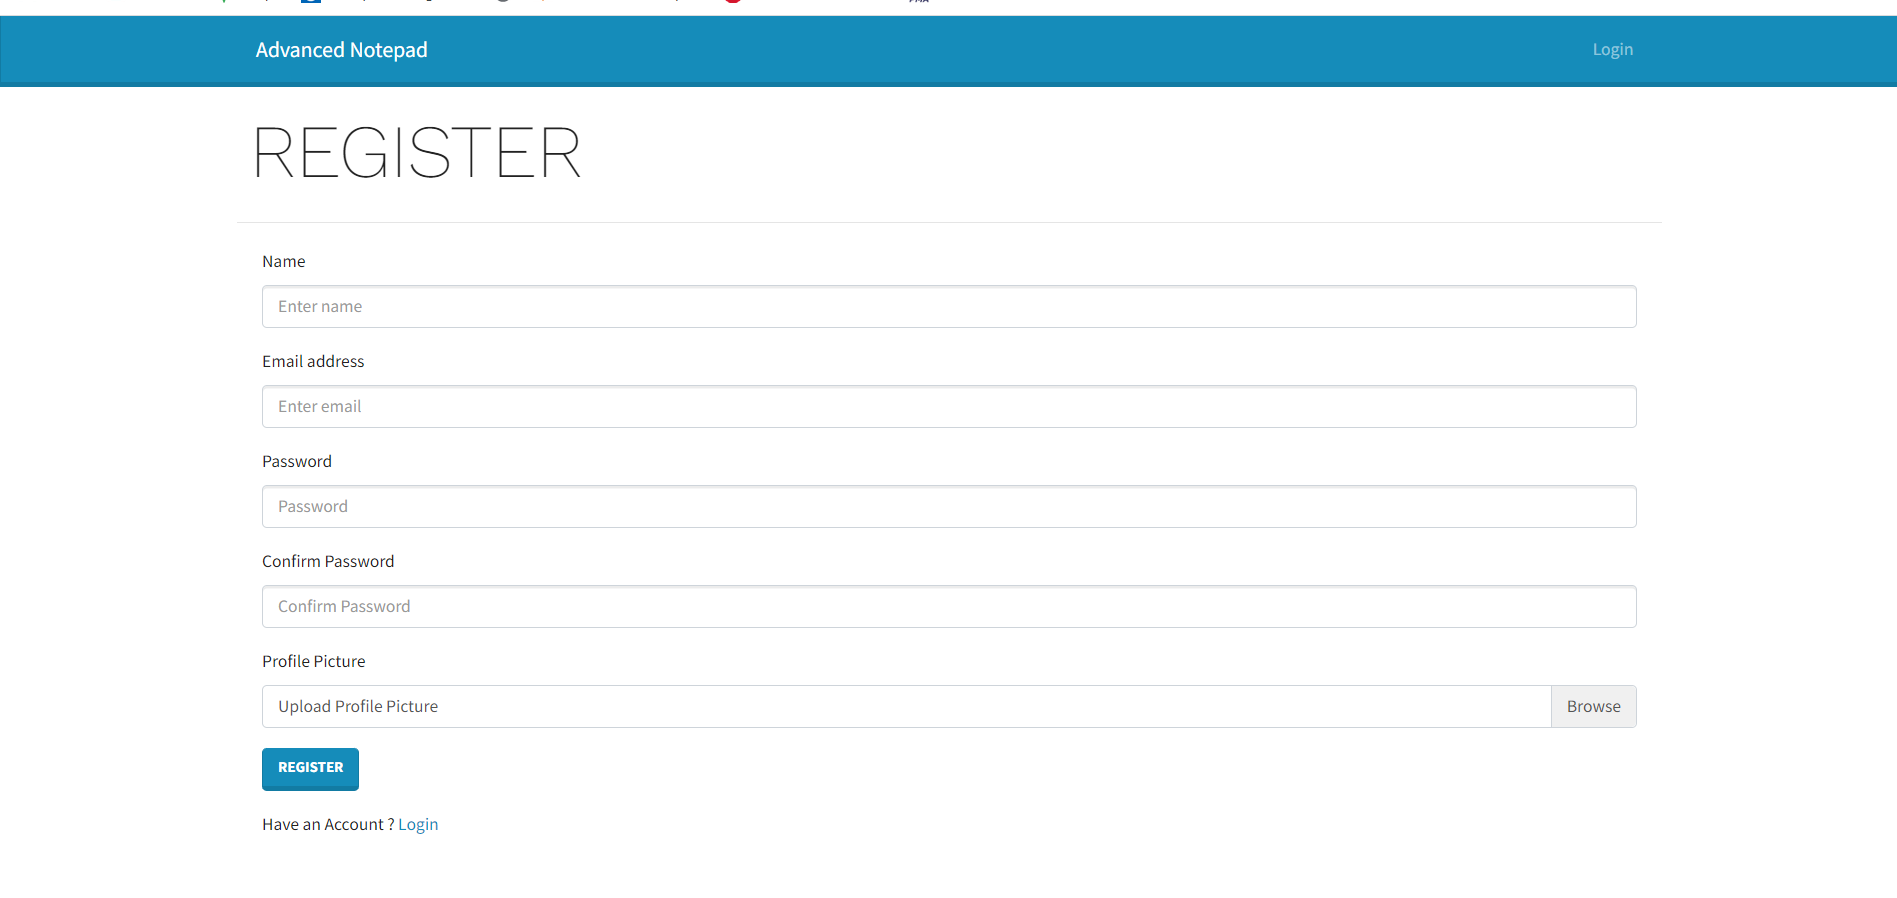 Advanced Notepad
Login
REGISTER
Name
Enter name
Email address
Enter email
Password
Password
Confirm Password
Confirm Password
Profile Picture
Upload Profile Picture
Browse
REGISTER
Have an Account ? Login